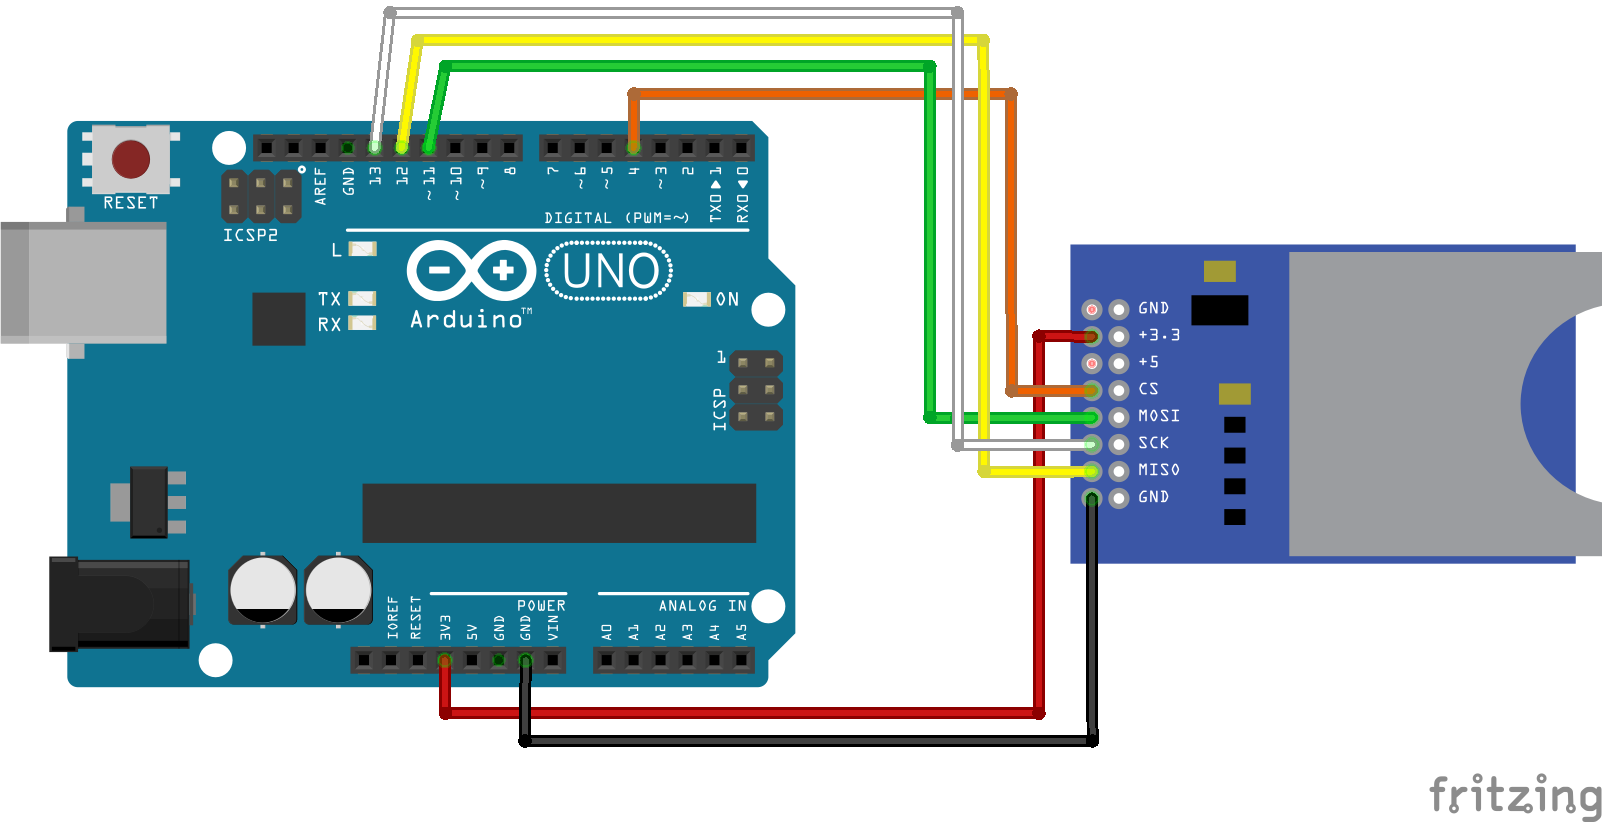 RESET
ICSP2
AREF
GND
13
12
~11
~10
~9
8
7
~6
~5
4
~3
2
TX0▶1
RX0◀0
DIGITAL (PWM=~)
L
TX
RX
Arduino™
UNO
ON
1
ICSP
IOREF
RESET
3V3
5V
GND
GND
VIN
POWER
ANALOG IN
A0
A1
A2
A3
A4
A5
GND
+3.3
+5
CS
MOSI
SCK
MISO
GND
fritzing